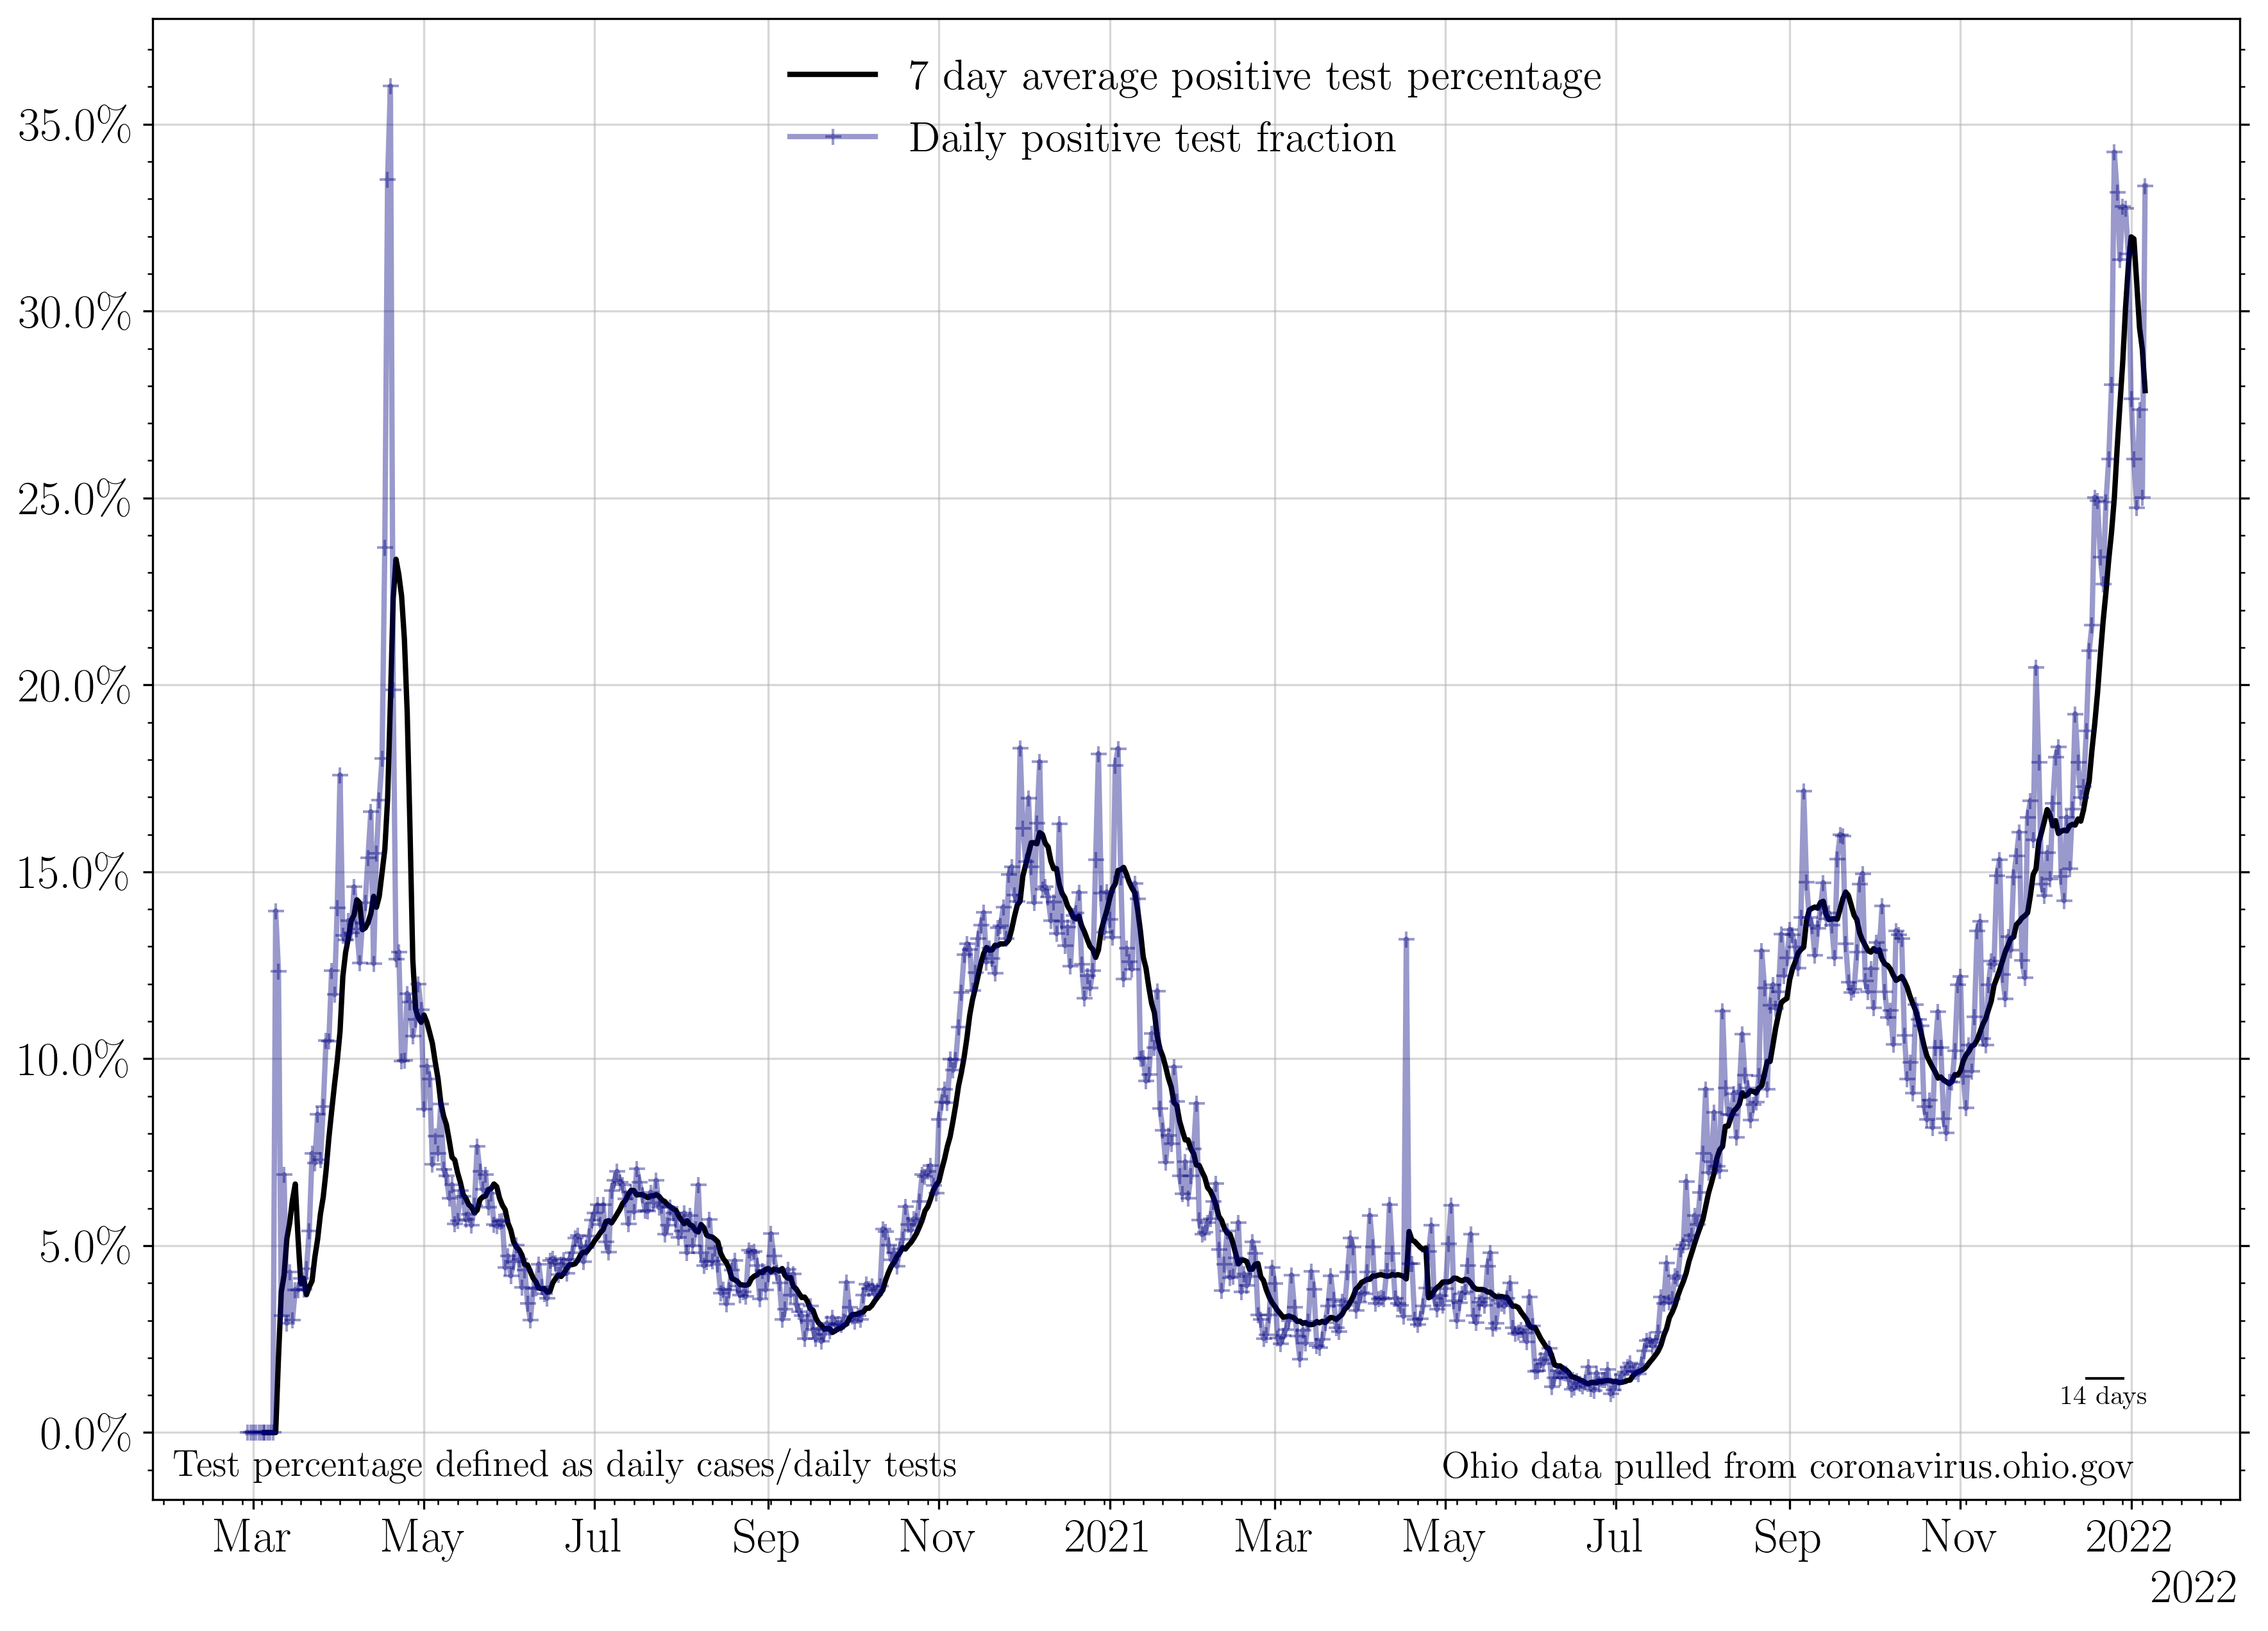 7 day average positive test percentage
Daily positive test fraction
35.0%
30.0%
25.0%
20.0%
15.0%
10.0%
5.0%
0.0%
14 days
Test percentage defined as daily cases/daily tests
Ohio data pulled from coronavirus.ohio.gov
Mar May Jul Sep Nov 2021 Mar May Jul Sep Nov 2022
2022